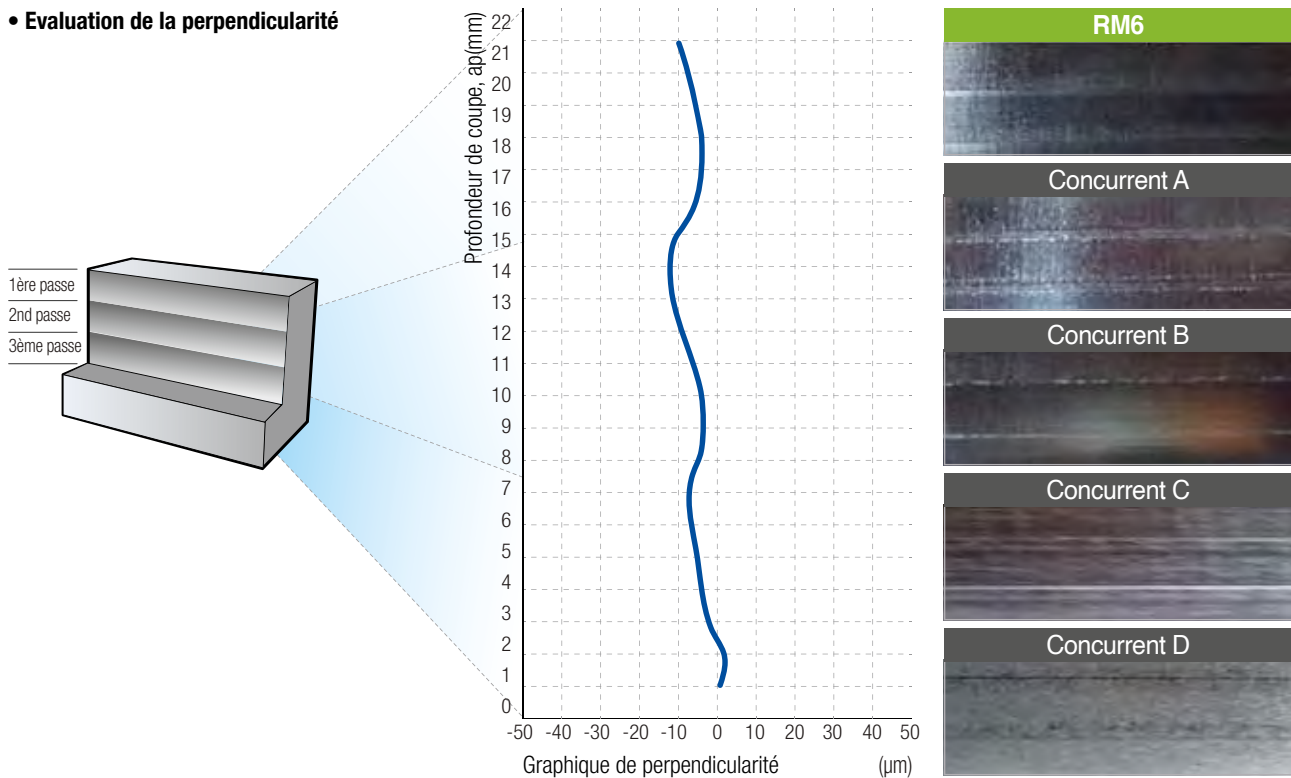 • Evaluation de la perpendicularité
1ère passe
2nd passe
3ème passe
Profondeur de coupe, ap(mm)
22
21
20
19
18
17
16
15
14
13
12
11
10
9
8
7
6
5
4
3
2
1
0
-50 -40 -30 -20 -10 0 10 20 30 40 50
Graphique de perpendicularité (µm)
RM6
Concurrent A
Concurrent B
Concurrent C
Concurrent D